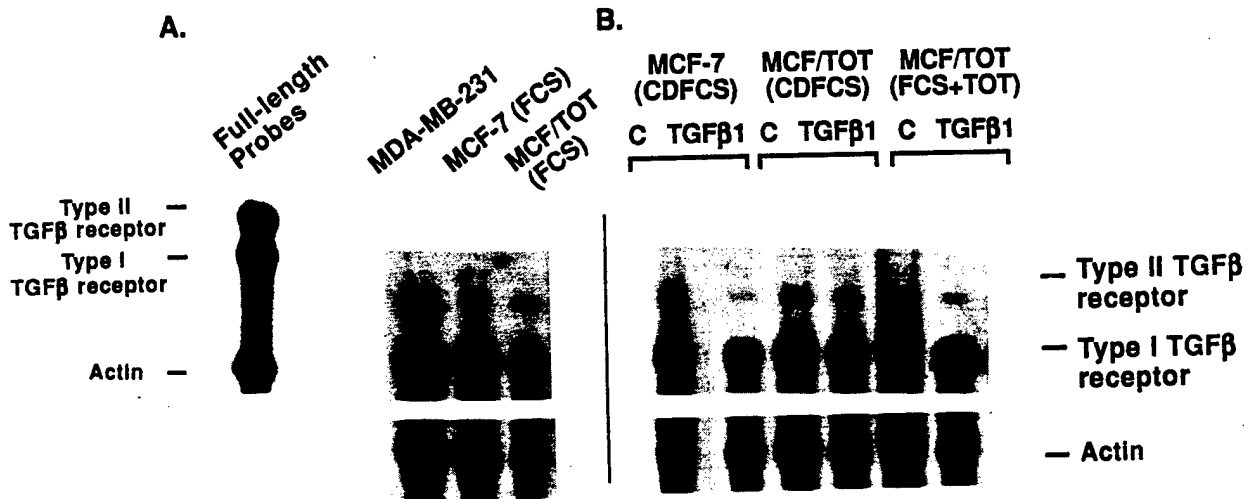 A.
Full-length
Probes
MDA-MB-231
MCF-7 (FCS)
MCF/TOT
(FCS)
Type II
TGFβ receptor
Type I
TGFβ receptor
Actin
B.
MCF-7
(CDFCS)
MCF/TOT
(CDFCS)
MCF/TOT
(FCS+TOT)
C TGFβ1
C TGFβ1
C TGFβ1
Type II TGFβ
receptor
Type I TGFβ
receptor
Actin